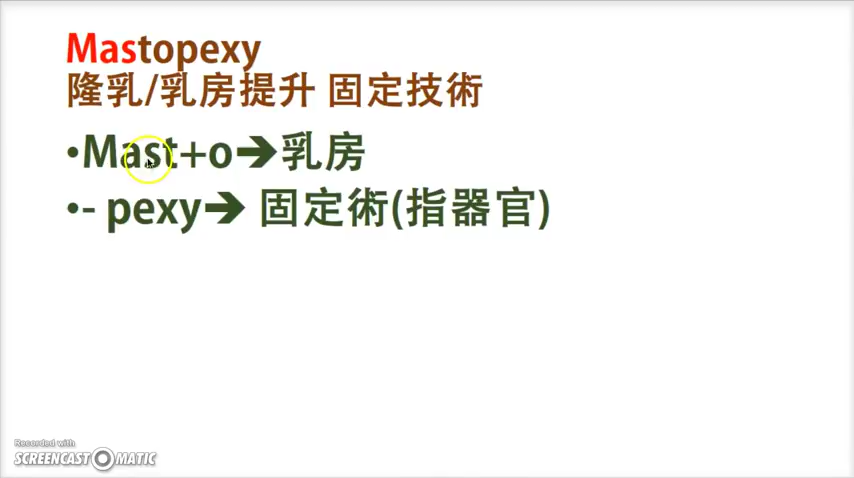 Mastopexy
隆乳/乳房提升 固定技術
•Mast+o➔乳房
•- pexy➔ 固定術(指器官)
Recorded with
SCREENCAST-O-MATIC